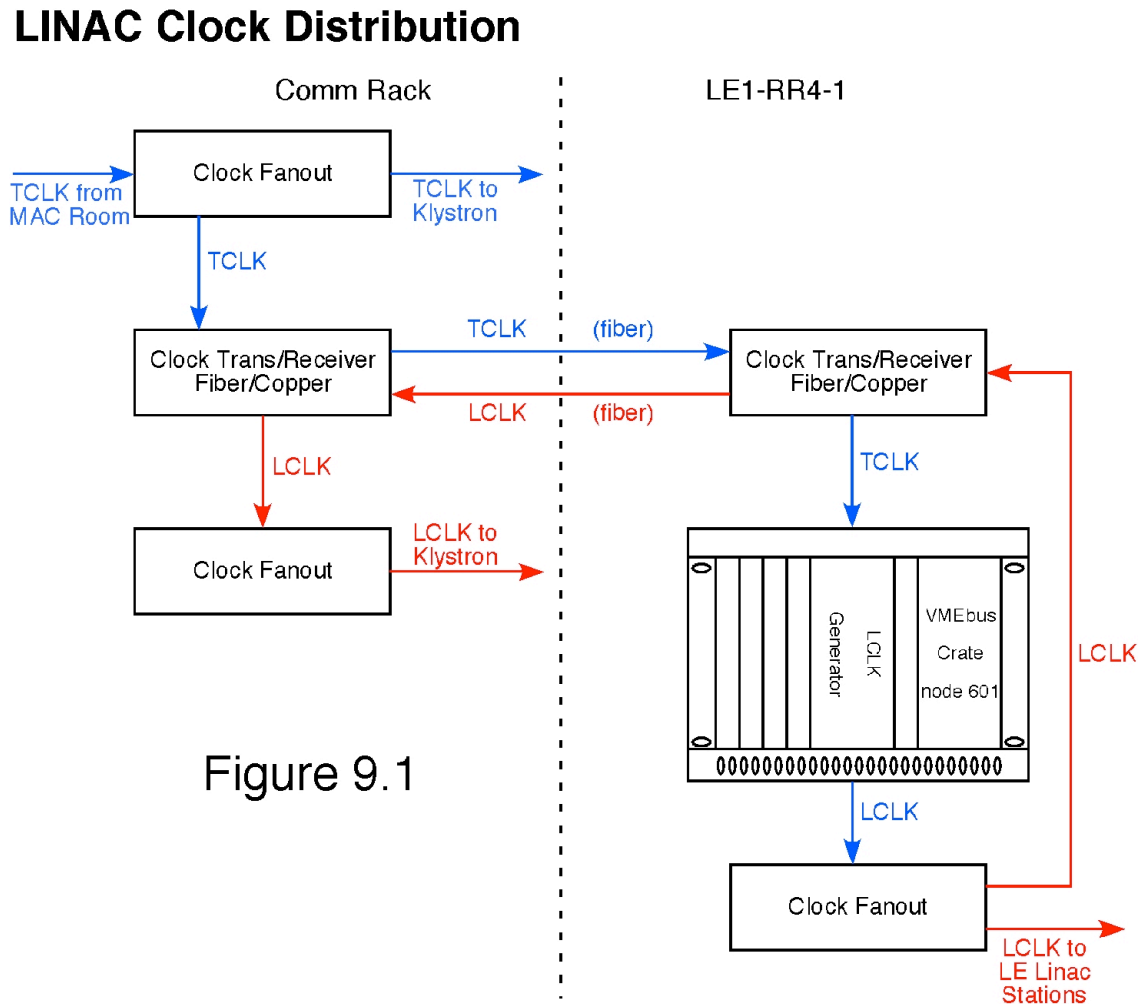 LINAC Clock Distribution
Comm Rack
LE1-RR4-1
Clock Fanout
TCLK from
MAC Room
TCLK to
Klystron
TCLK
Clock Trans/Receiver
Fiber/Copper
TCLK (fiber)
LCLK (fiber)
Clock Trans/Receiver
Fiber/Copper
LCLK
TCLK
Clock Fanout
LCLK to
Klystron
LCLK
Generator
VMEbus
Crate
node 601
LCLK
Figure 9.1
LCLK
Clock Fanout
LCLK to
LE Linac
Stations